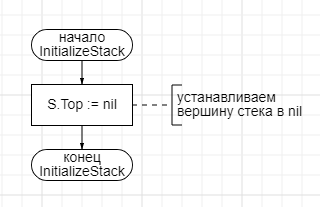 начало
InitializeStack
S.Top := nil
устанавливаем
вершину стека в nil
конец
InitializeStack